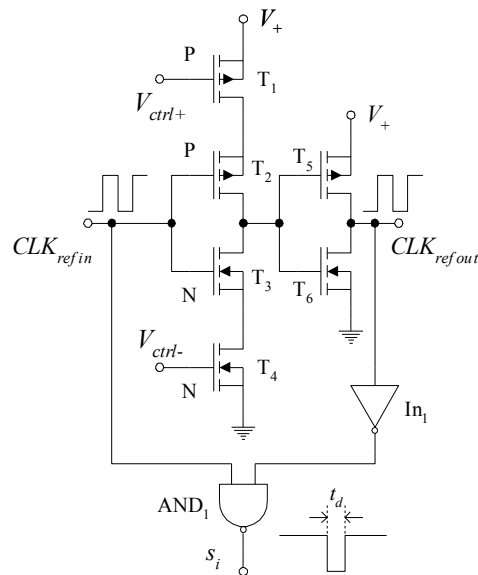 V+
P
T1
Vctrl+
V+
P
T5
T2
CLKrefin
CLKrefout
T3
T6
N
Vctrl-
T4
N
In1
AND1
td
si